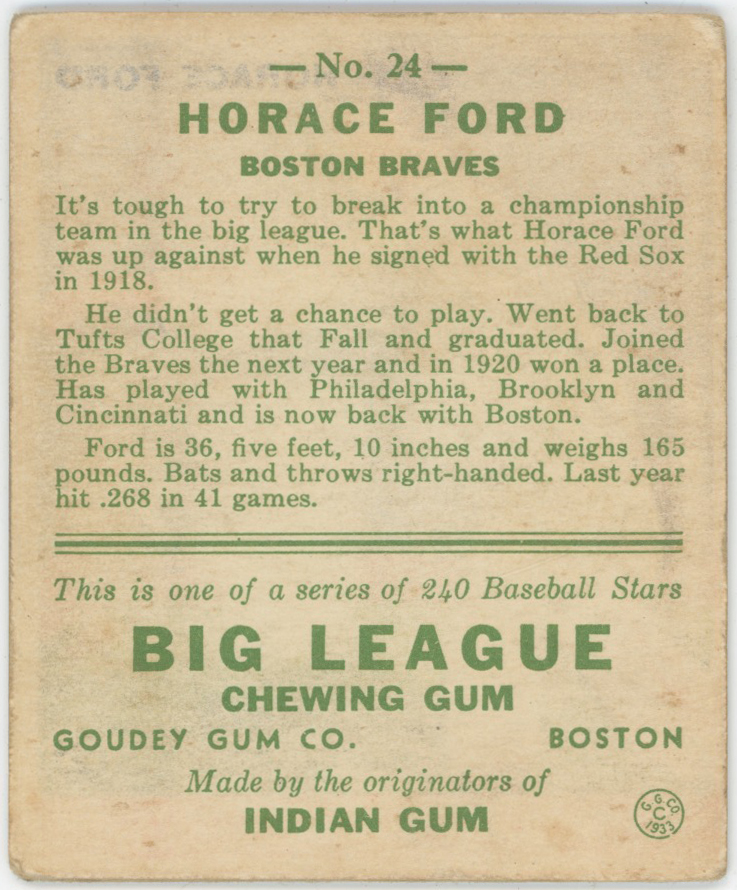 — No. 24 —
HORACE FORD
BOSTON BRAVES
It's tough to try to break into a championship
team in the big league. That's what Horace Ford
was up against when he signed with the Red Sox
in 1918.
He didn't get a chance to play. Went back to
Tufts College that Fall and graduated. Joined
the Braves the next year and in 1920 won a place.
Has played with Philadelphia, Brooklyn and
Cincinnati and is now back with Boston.
Ford is 36, five feet, 10 inches and weighs 165
pounds. Bats and throws right-handed. Last year
hit .268 in 41 games.
This is one of a series of 240 Baseball Stars
BIG LEAGUE
CHEWING GUM
GOUDEY GUM CO. BOSTON
Made by the originators of
INDIAN GUM
G. G. CO.
C
1933